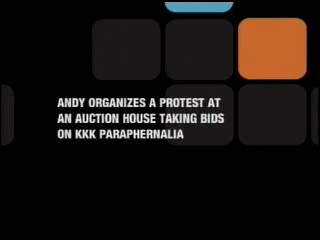 ANDY ORGANIZES A PROTEST AT
AN AUCTION HOUSE TAKING BIDS
ON KKK PARAPHERNALIA